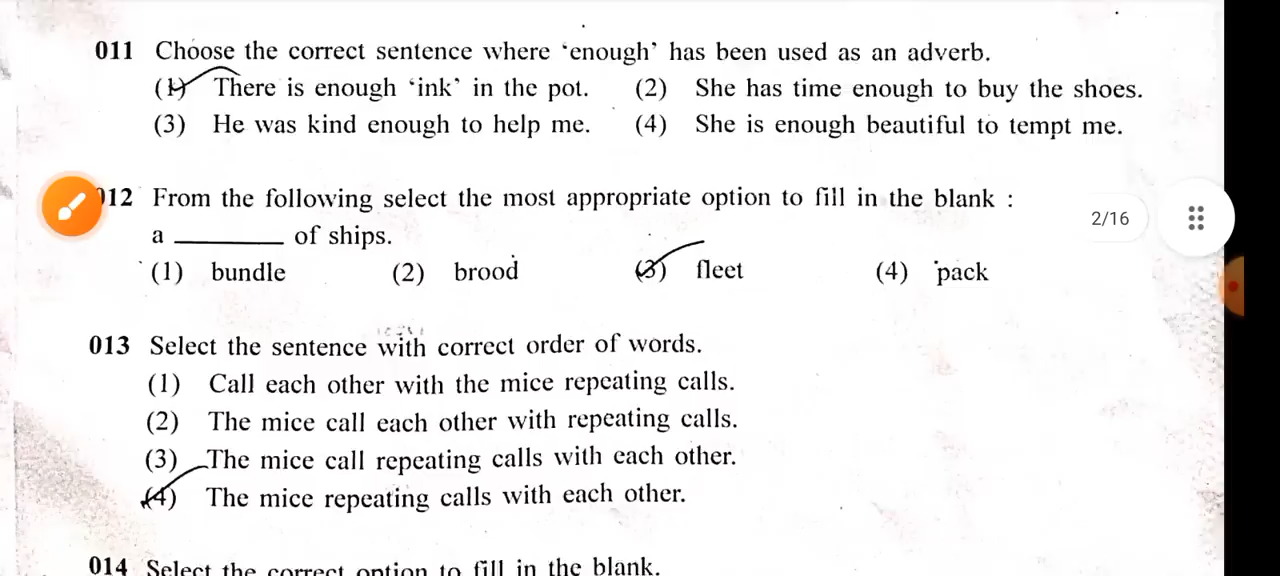 011 Choose the correct sentence where ‘enough’ has been used as an adverb.
(1) There is enough ‘ink’ in the pot. (2) She has time enough to buy the shoes.
(3) He was kind enough to help me. (4) She is enough beautiful to tempt me.
012 From the following select the most appropriate option to fill in the blank :
a ________ of ships.
(1) bundle (2) brood (3) fleet (4) pack
2/16
013 Select the sentence with correct order of words.
(1) Call each other with the mice repeating calls.
(2) The mice call each other with repeating calls.
(3) The mice call repeating calls with each other.
(4) The mice repeating calls with each other.
014 Select the correct option to fill in the blank.